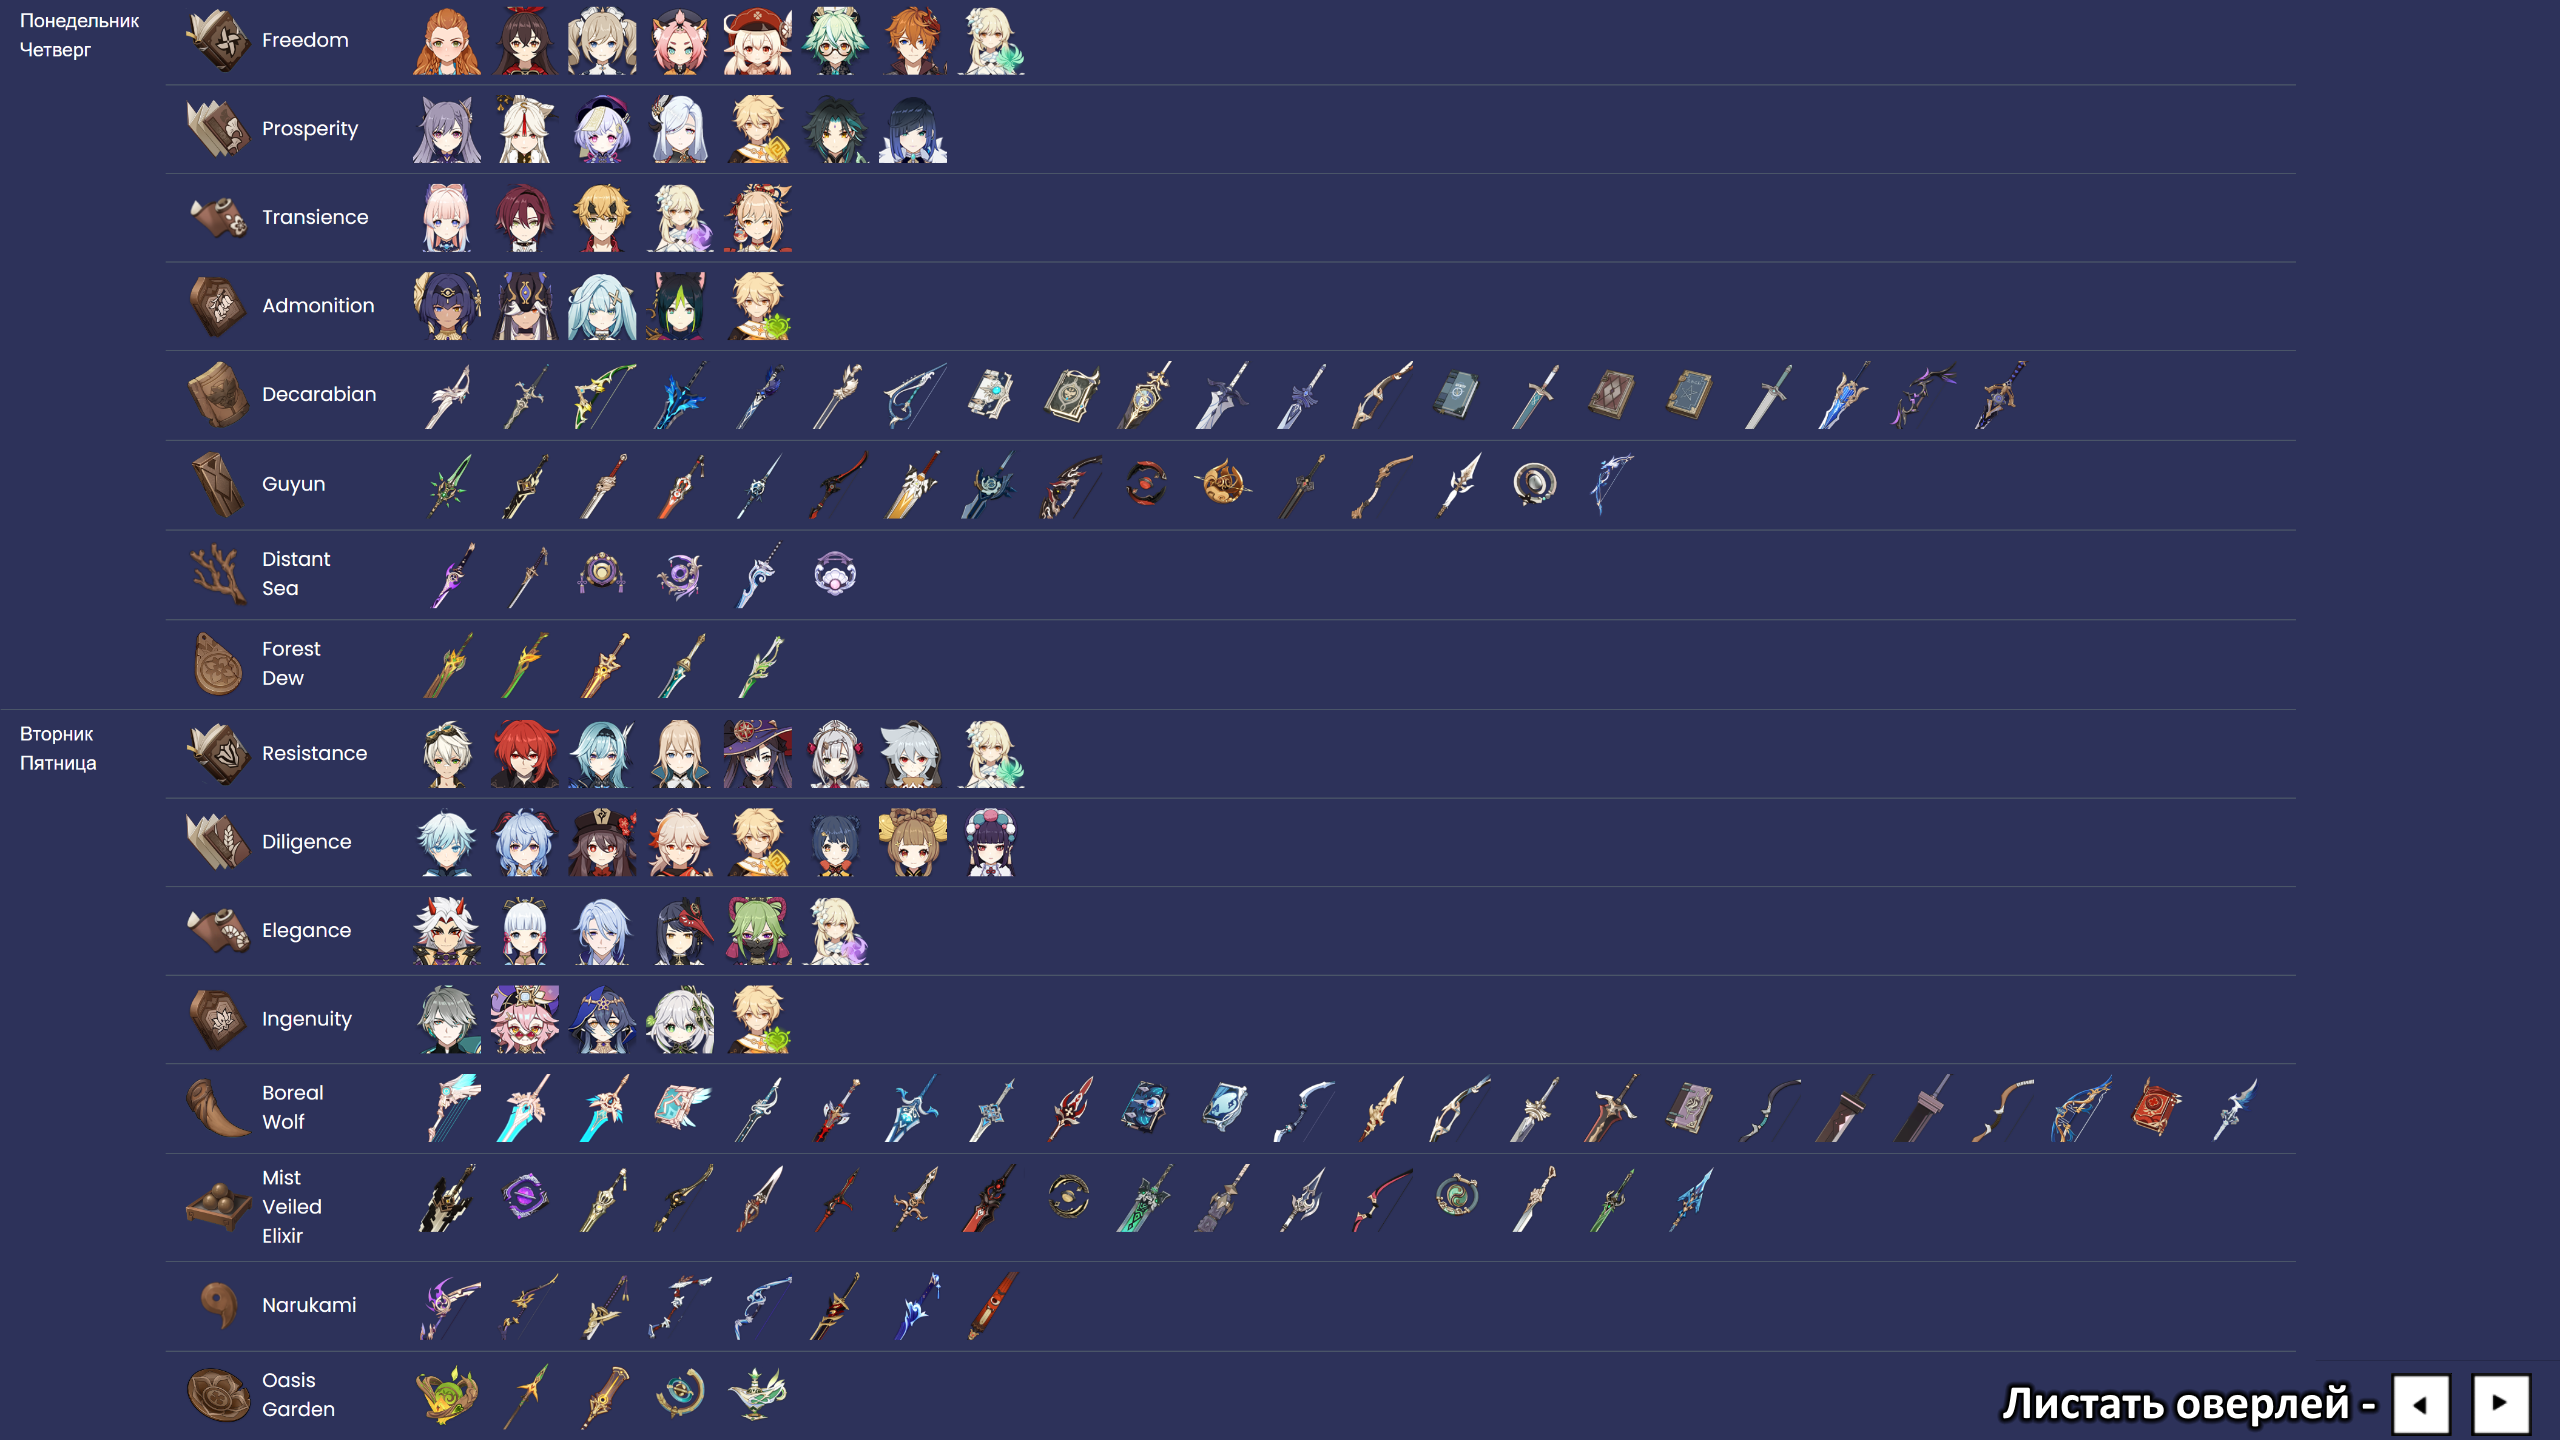 Понедельник
Четверг
Freedom
Prosperity
Transience
Admonition
Decarabian
Guyun
Distant
Sea
Forest
Dew
Вторник
Пятница
Resistance
Diligence
Elegance
Ingenuity
Boreal
Wolf
Mist
Veiled
Elixir
Narukami
Oasis
Garden
Листать оверлей -